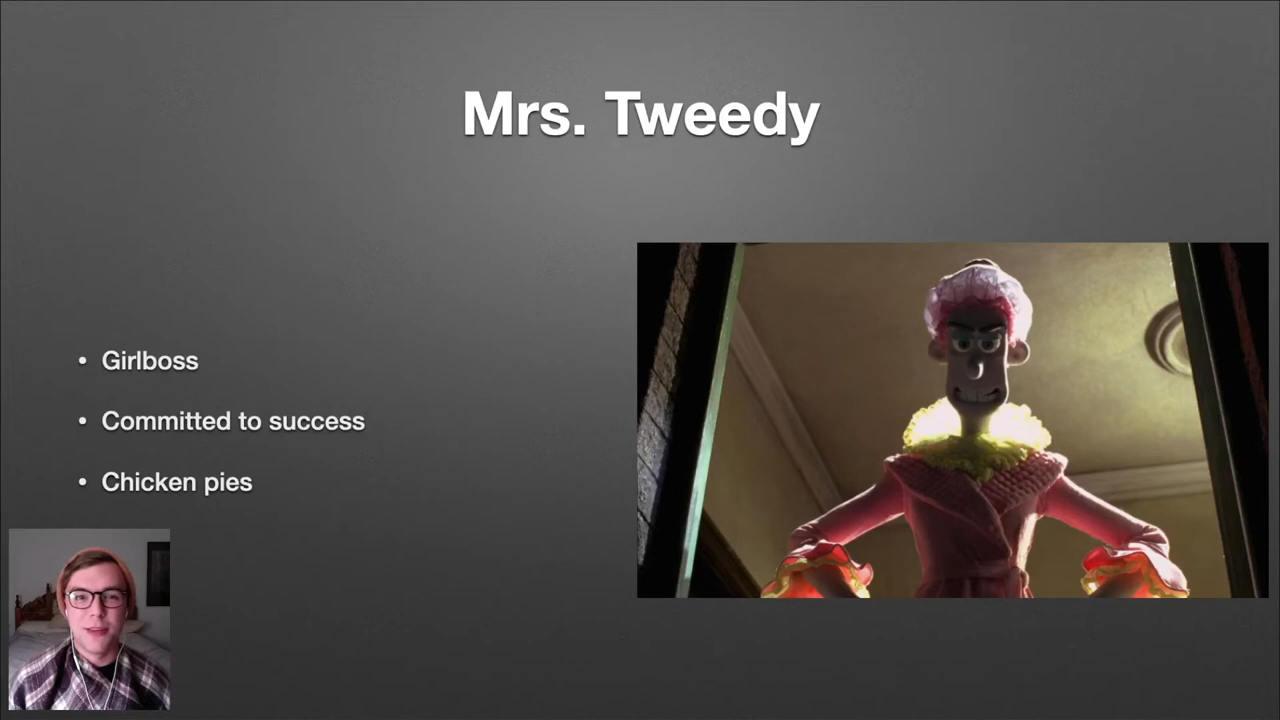 Mrs. Tweedy
• Girlboss
• Committed to success
• Chicken pies